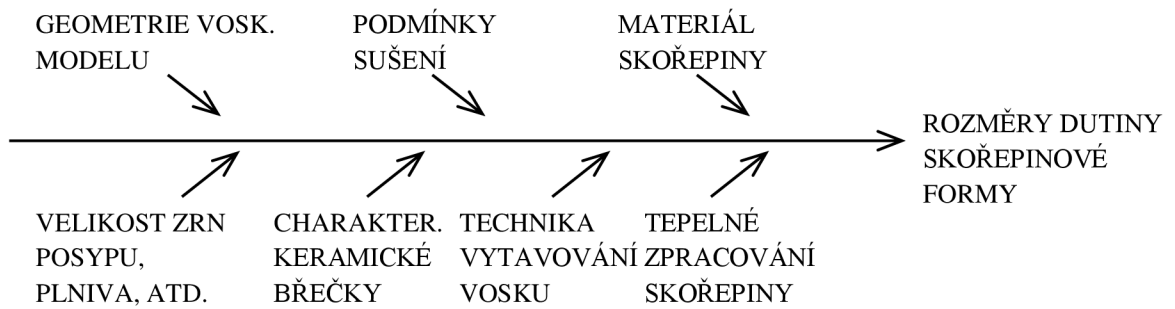 GEOMETRIE VOSK.
MODELU
PODMÍNKY
SUŠENÍ
MATERIÁL
SKOŘEPINY
ROZMĚRY DUTINY
SKOŘEPINOVÉ
FORMY
VELIKOST ZRN
POSYPU,
PLNIVA, ATD.
CHARAKTER.
KERAMICKÉ
BŘEČKY
TECHNIKA
VYTAVOVÁNÍ
VOSKU
TEPELNÉ
ZPRACOVÁNÍ
SKOŘEPINY